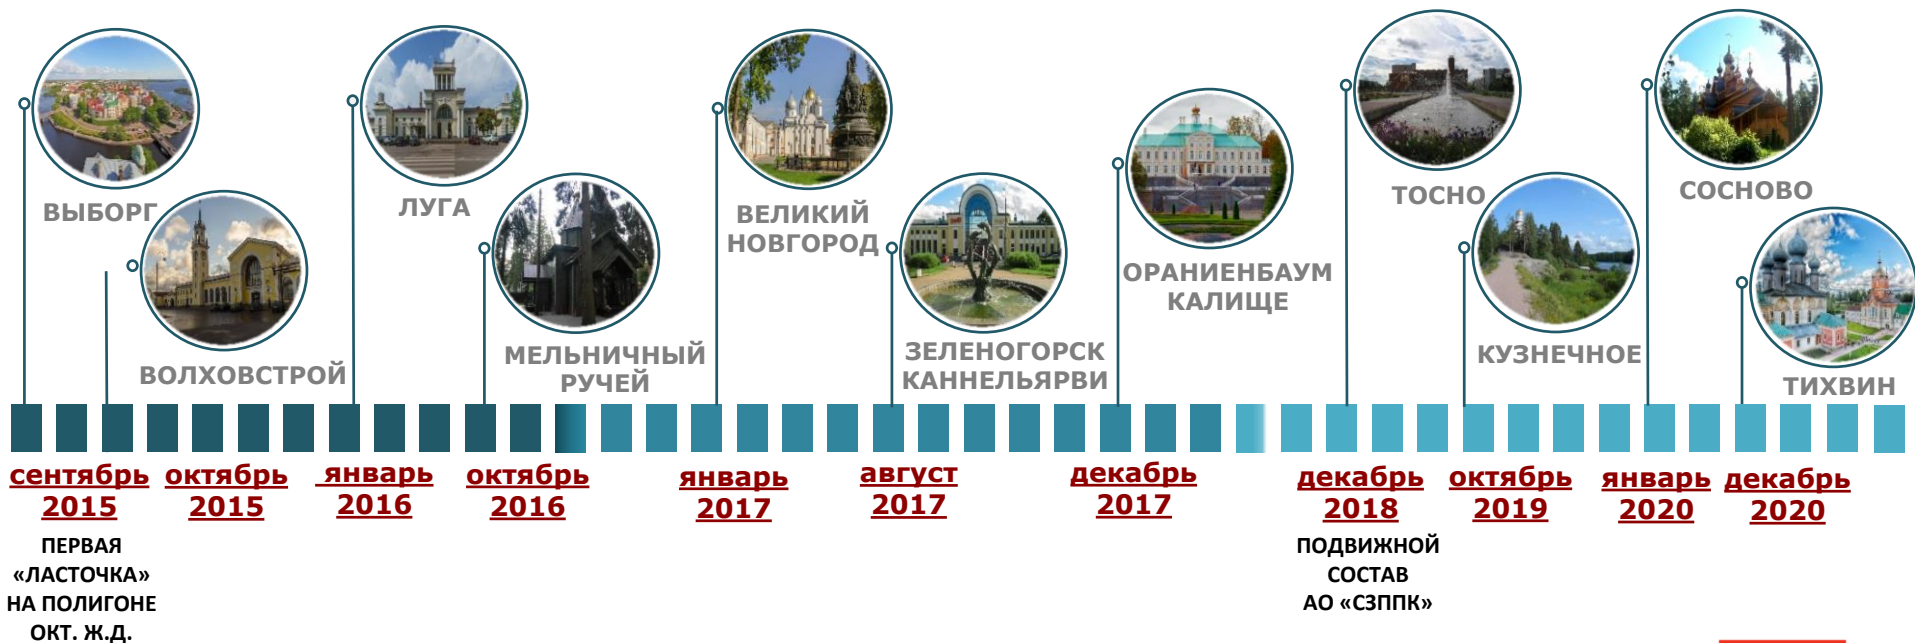 ВЫБОРГ
ВОЛХОВСТРОЙ
ЛУГА
МЕЛЬНИЧНЫЙ
РУЧЕЙ
ВЕЛИКИЙ
НОВГОРОД
ЗЕЛЕНОГОРСК
КАННЕЛЬЯРВИ
ОРАНИЕНБАУМ
КАЛИЩЕ
ТОСНО
КУЗНЕЧНОЕ
СОСНОВО
ТИХВИН
сентябрь
2015
октябрь
2015
январь
2016
октябрь
2016
январь
2017
август
2017
декабрь
2017
декабрь
2018
октябрь
2019
январь
2020
декабрь
2020
ПЕРВАЯ
«ЛАСТОЧКА»
НА ПОЛИГОНЕ
ОКТ. Ж.Д.
ПОДВИЖНОЙ
СОСТАВ
АО «СЗППК»